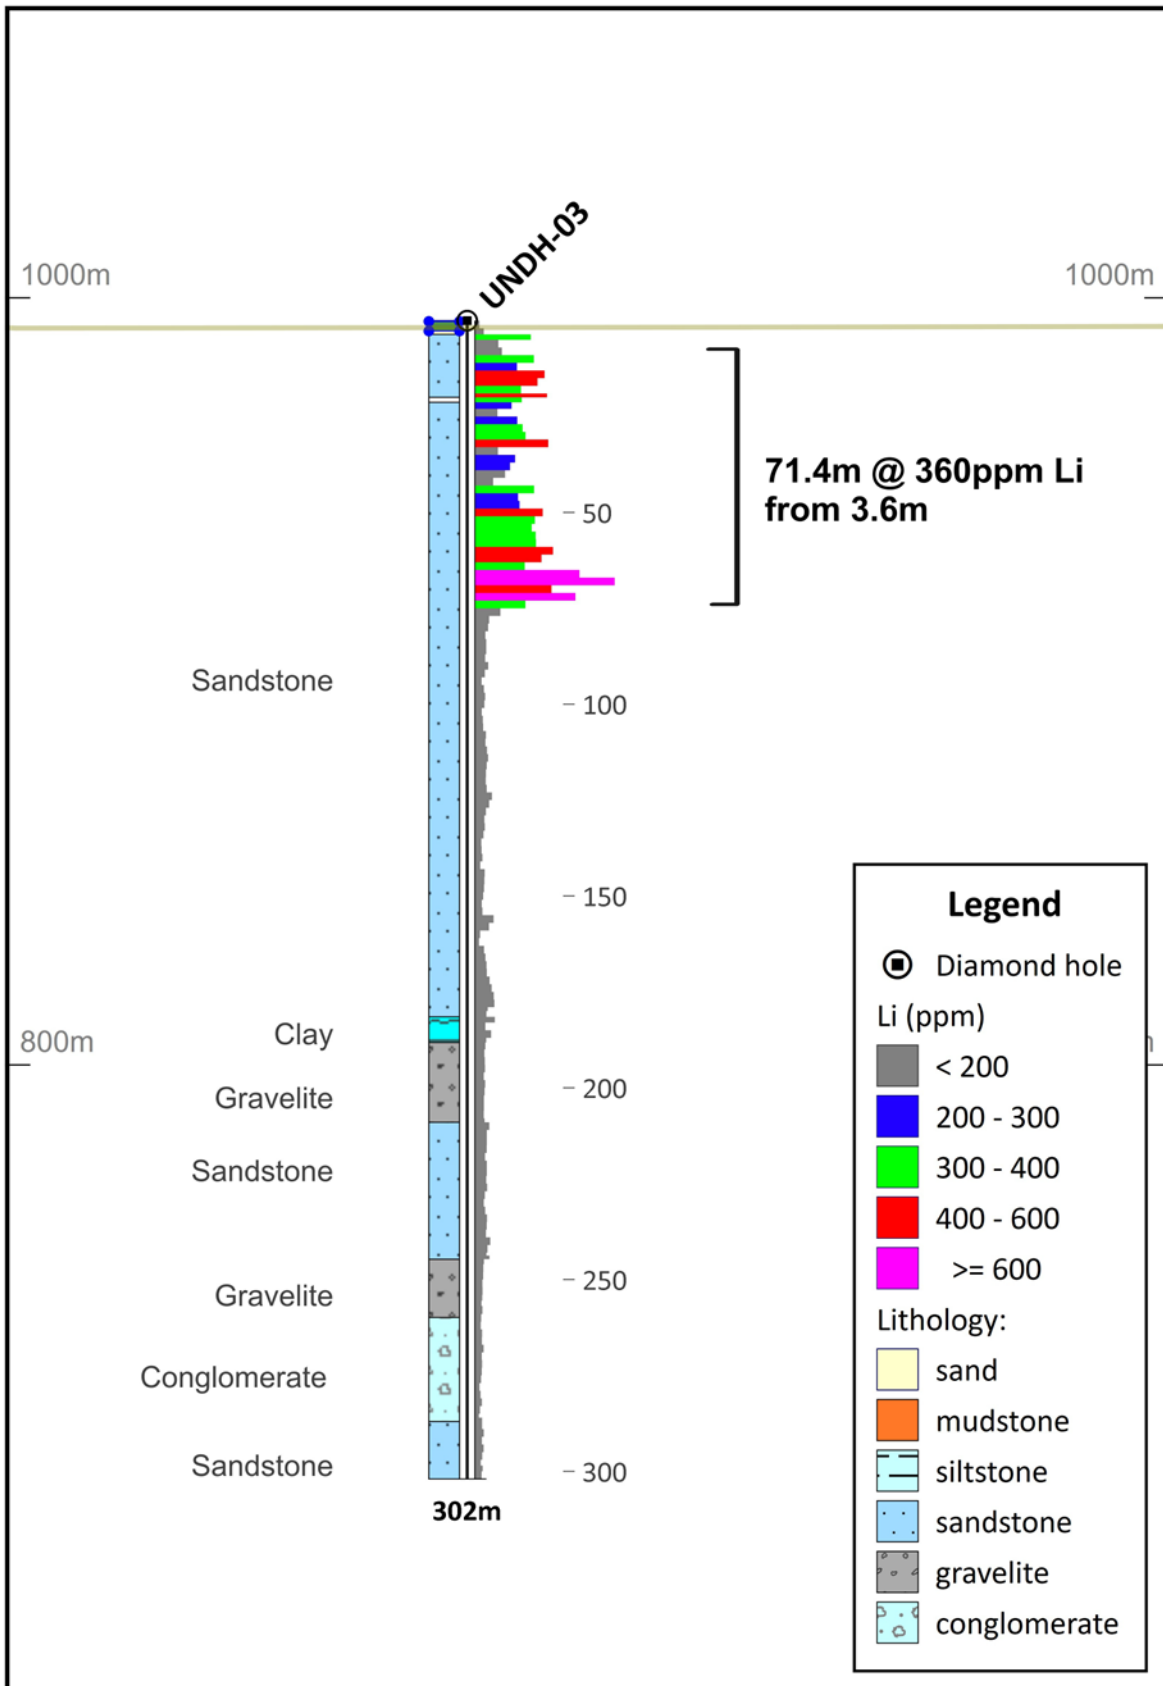 UNDH-03
1000m
1000m
71.4m @ 360ppm Li
from 3.6m
50
Sandstone
100
150
Clay
800m
m
Gravelite
200
Sandstone
250
Gravelite
Conglomerate
Sandstone
300
302m
Legend
Diamond hole
Li (ppm)
< 200
200 - 300
300 - 400
400 - 600
>= 600
Lithology:
sand
mudstone
siltstone
sandstone
gravelite
conglomerate